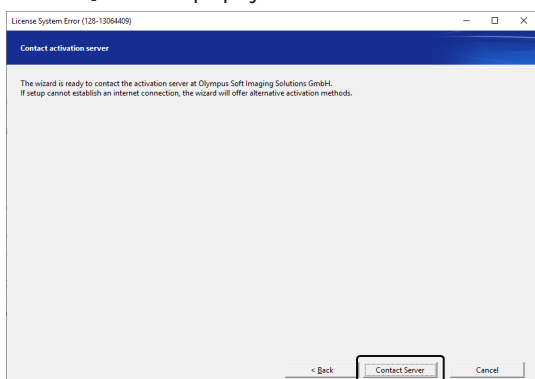 License System Error (128-13064409)
Contact activation server
The wizard is ready to contact the activation server at Olympus Soft Imaging Solutions GmbH.
If setup cannot establish an internet connection, the wizard will offer alternative activation methods.
< Back Contact Server Cancel